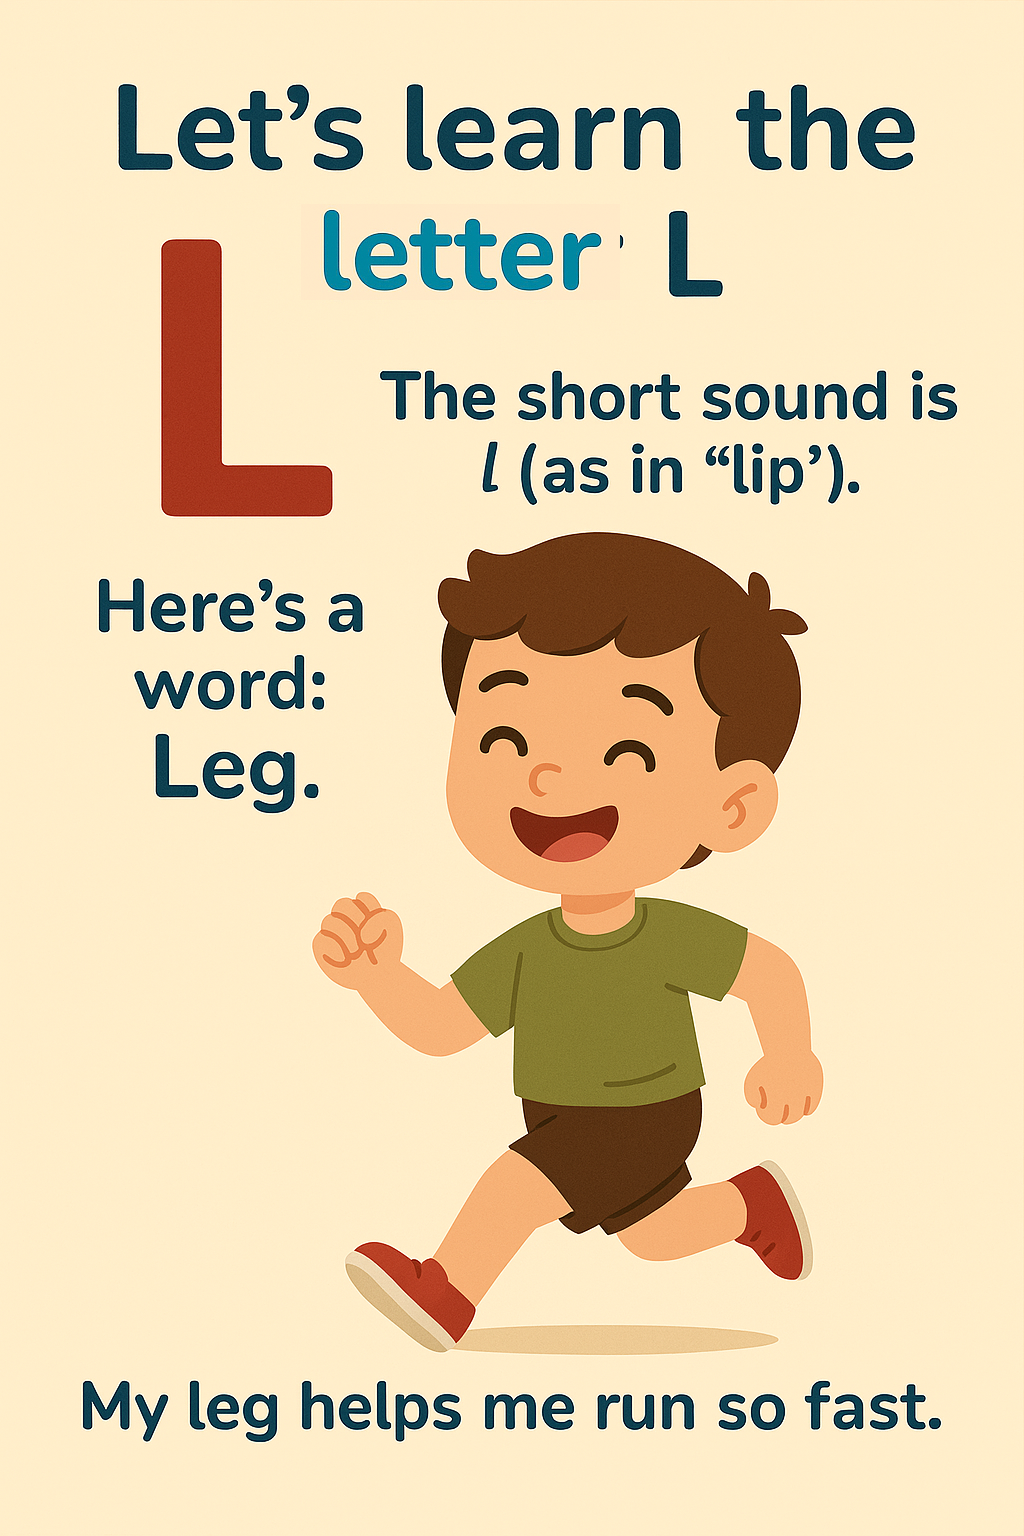 Let’s learn the
letter’ L
L
The short sound is
l (as in “lip’).
Here’s a
word:
Leg.
My leg helps me run so fast.